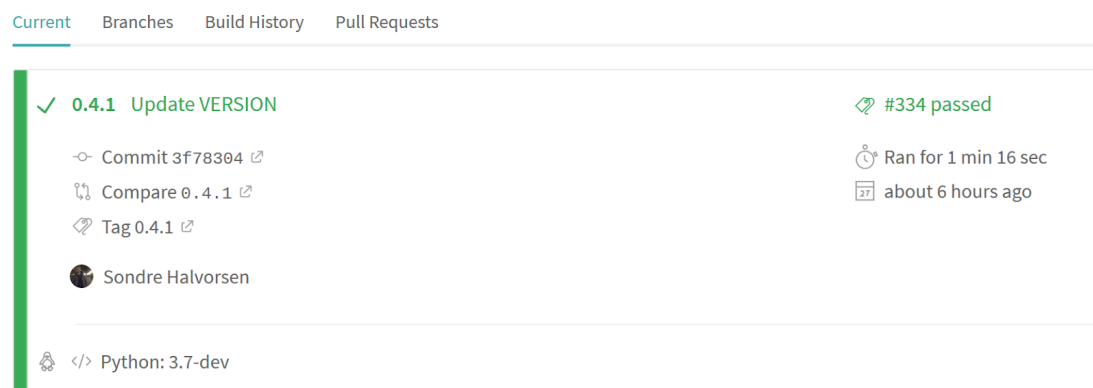 Current Branches Build History Pull Requests
0.4.1 Update VERSION #334 passed
Commit 3f78304 Ran for 1 min 16 sec
Compare 0.4.1 about 6 hours ago
Tag 0.4.1
Sondre Halvorsen
</> Python: 3.7-dev
27